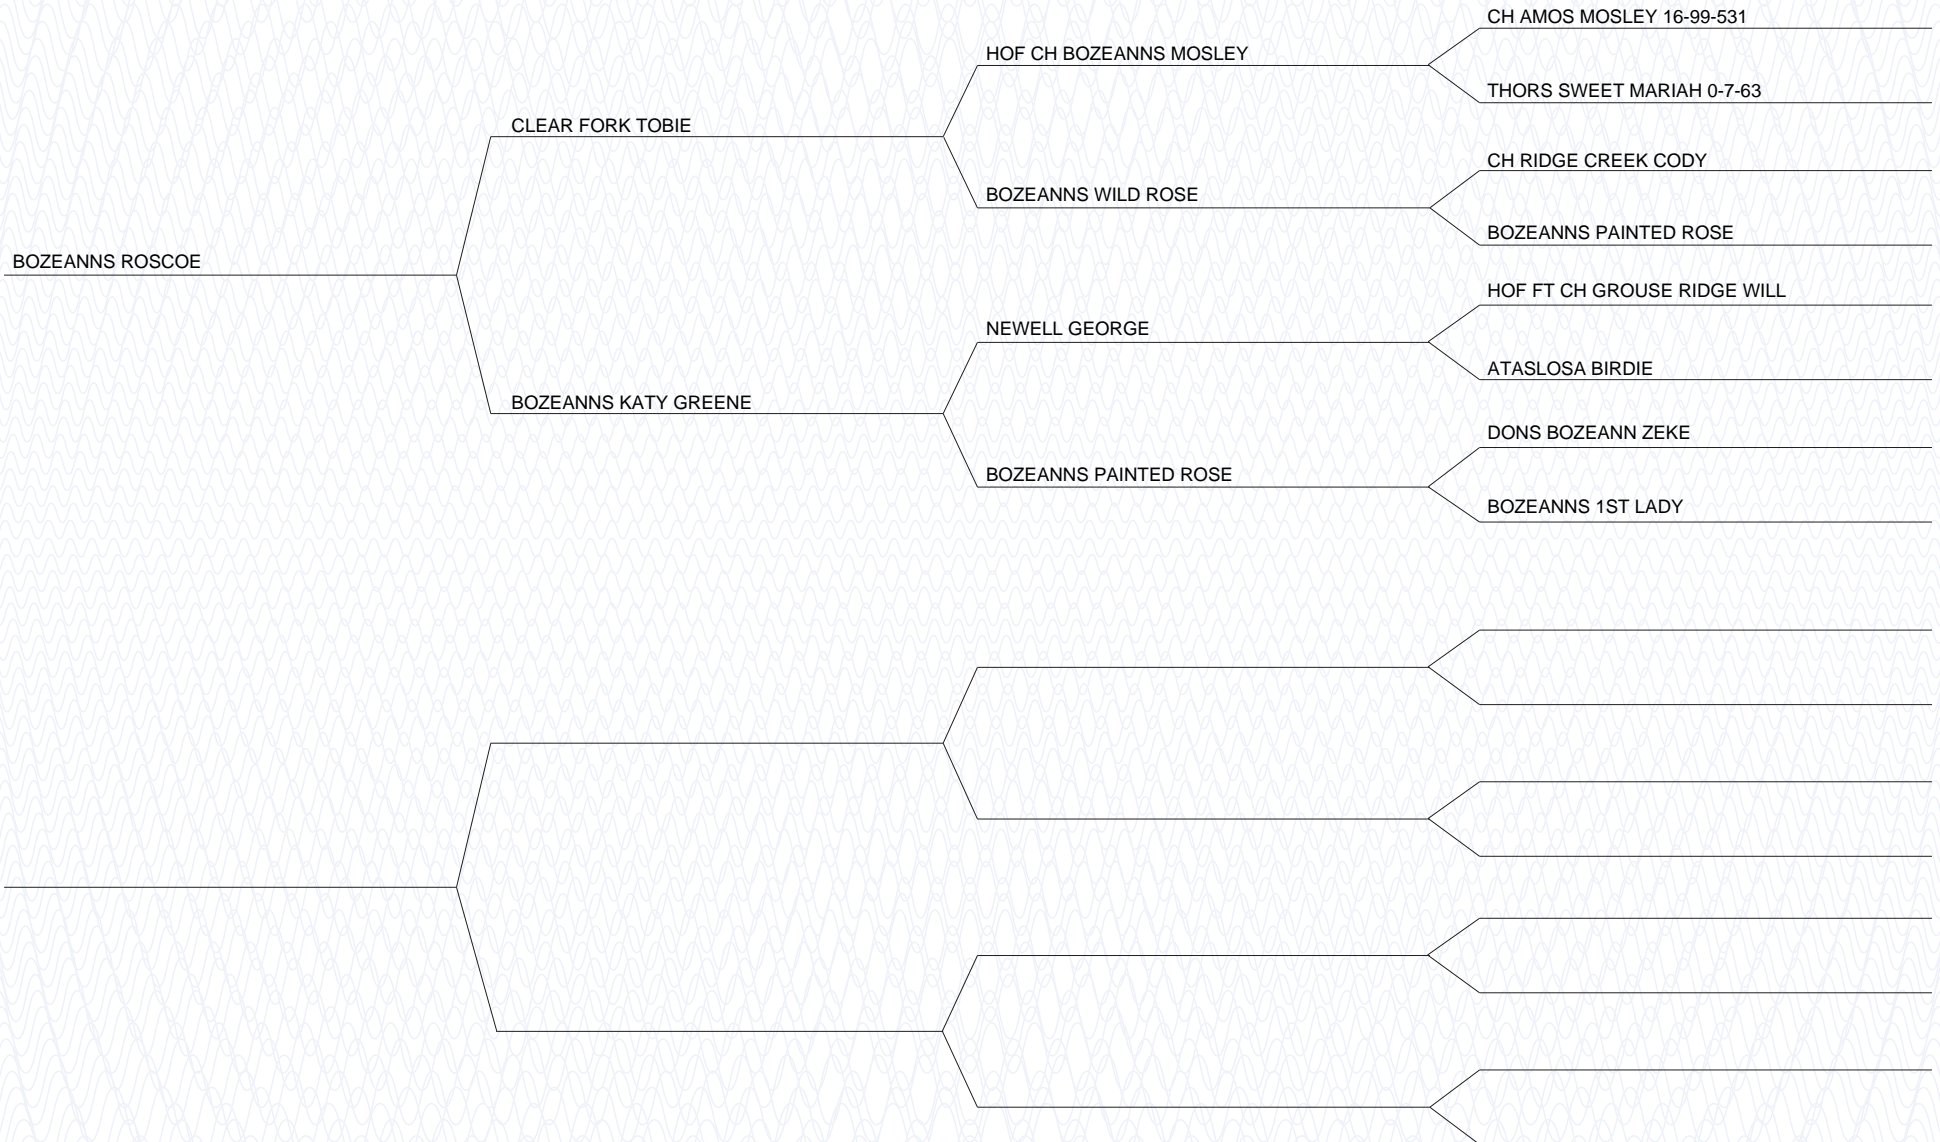 CH AMOS MOSLEY 16-99-531
HOF CH BOZEANNS MOSLEY
THORS SWEET MARIAH 0-7-63
CLEAR FORK TOBIE
CH RIDGE CREEK CODY
BOZEANNS WILD ROSE
BOZEANNS PAINTED ROSE
BOZEANNS ROSCOE
HOF FT CH GROUSE RIDGE WILL
NEWELL GEORGE
ATASLOSA BIRDIE
BOZEANNS KATY GREENE
DONS BOZEANN ZEKE
BOZEANNS PAINTED ROSE
BOZEANNS 1ST LADY